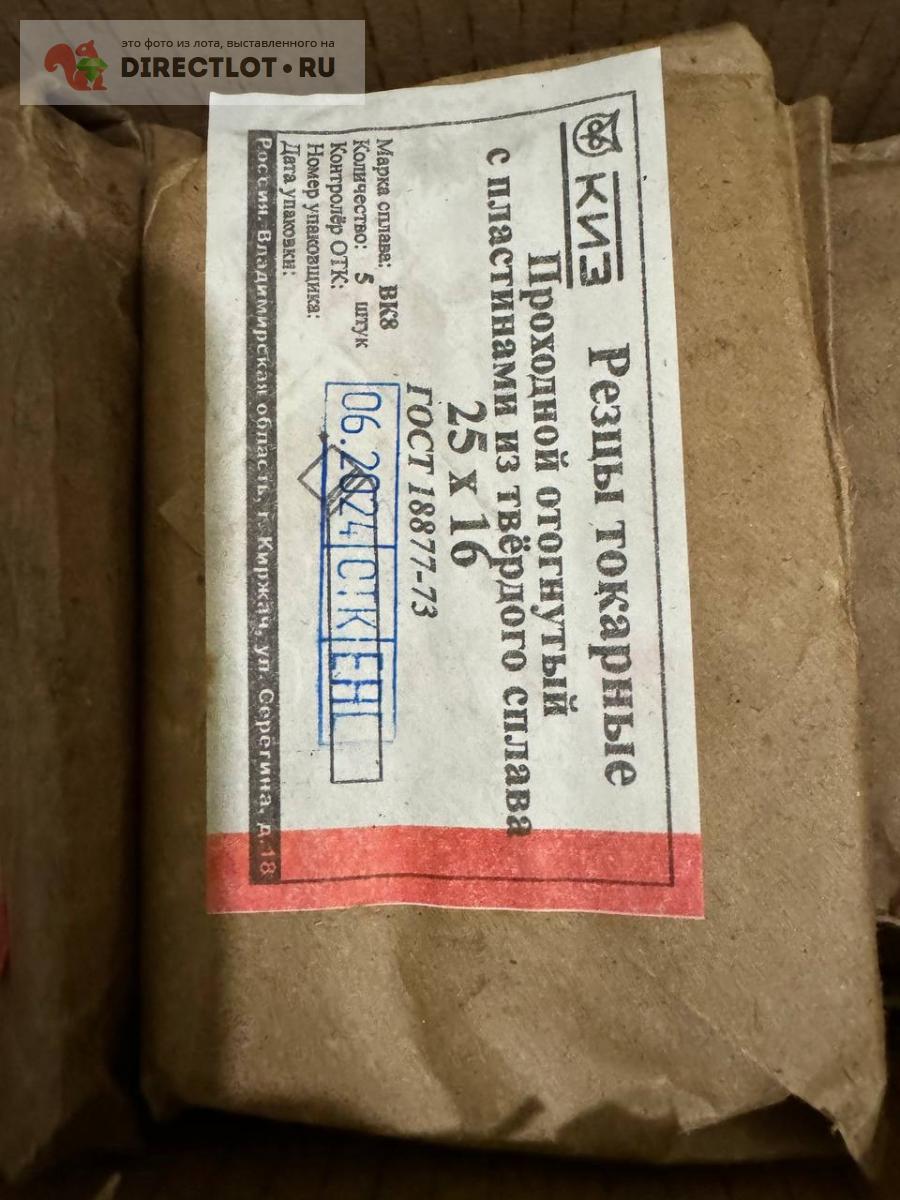 это фото из лота, выставленного на
DIRECTLOT•RU
КИЗ
Резцы токарные
Проходной отогнутый
с пластинами из твёрдого сплава
25 х 16
ГОСТ 18877-73
Марка сплава: ВК8
Количество: 5 штук
Контролёр ОТК:
Номер упаковщика:
Дата упаковки:
06.2024
Россия, Владимирская область, г. Киржач, ул. Серегина, д.18